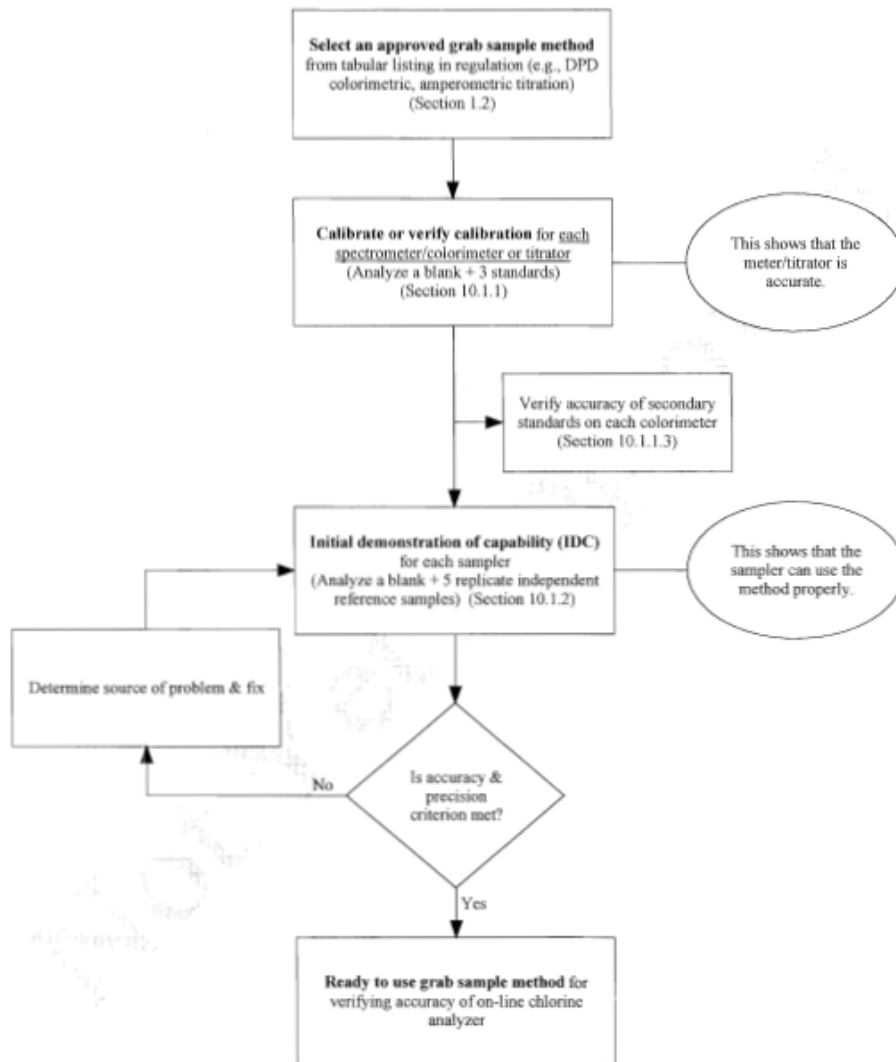 Select an approved grab sample method
from tabular listing in regulation (e.g., DPD
colorimetric, amperometric titration)
(Section 1.2)
Calibrate or verify calibration for each
spectrometer/colorimeter or titrator
(Analyze a blank + 3 standards)
(Section 10.1.1)
This shows that the
meter/titrator is
accurate.
Verify accuracy of secondary
standards on each colorimeter
(Section 10.1.1.3)
Initial demonstration of capability (IDC)
for each sampler
(Analyze a blank + 5 replicate independent
reference samples) (Section 10.1.2)
This shows that the
sampler can use the
method properly.
Determine source of problem & fix
No
Is accuracy &
precision
criterion met?
Yes
Ready to use grab sample method for
verifying accuracy of on-line chlorine
analyzer